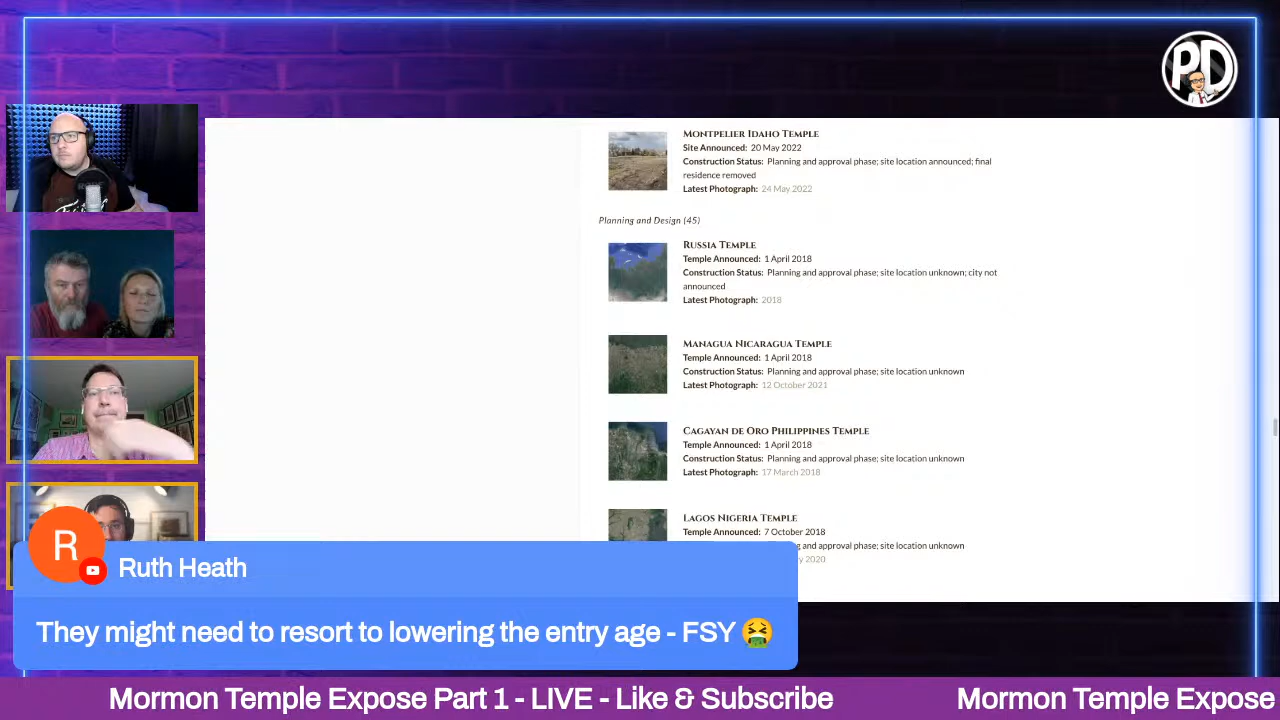 PD
MONTPELIER IDAHO TEMPLE
Site Announced: 20 May 2022
Construction Status: Planning and approval phase; site location announced; final
residence removed
Latest Photograph: 24 May 2022
Planning and Design (45)
RUSSIA TEMPLE
Temple Announced: 1 April 2018
Construction Status: Planning and approval phase; site location unknown; city not
announced
Latest Photograph: 2018
MANAGUA NICARAGUA TEMPLE
Temple Announced: 1 April 2018
Construction Status: Planning and approval phase; site location unknown
Latest Photograph: 12 October 2021
CAGAYAN DE ORO PHILIPPINES TEMPLE
Temple Announced: 1 April 2018
Construction Status: Planning and approval phase; site location unknown
Latest Photograph: 17 March 2018
LAGOS NIGERIA TEMPLE
Temple Announced: 7 October 2018
and approval phase; site location unknown
2020
R
Ruth Heath
They might need to resort to lowering the entry age - FSY 🤮
Mormon Temple Expose Part 1 - LIVE - Like & Subscribe
Mormon Temple Expose